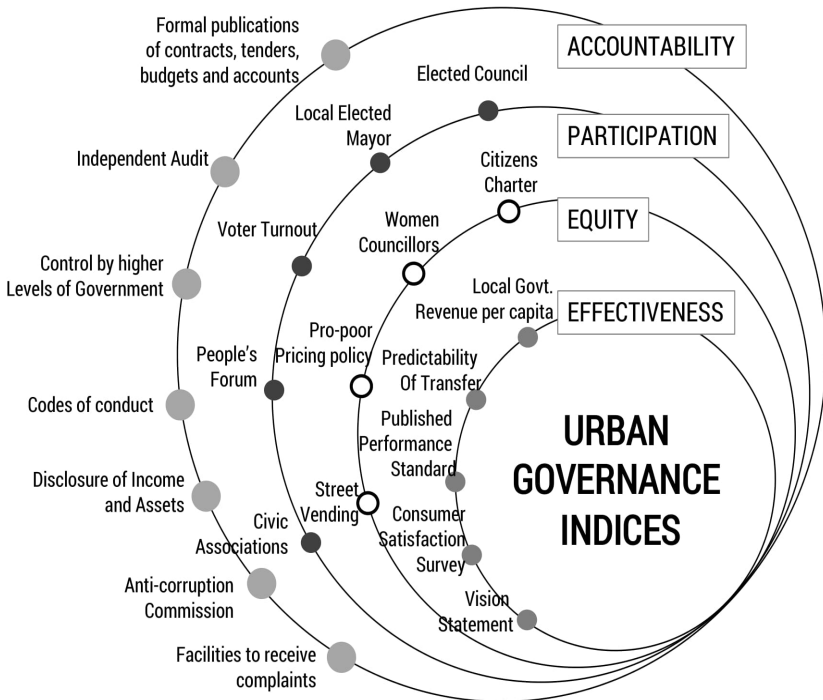 Formal publications
of contracts, tenders,
budgets and accounts
ACCOUNTABILITY
Elected Council
Local Elected
Mayor
PARTICIPATION
Independent Audit
Citizens
Charter
Women
Councillors
EQUITY
Voter Turnout
Control by higher
Levels of Government
Local Govt.
Revenue per capita
EFFECTIVENESS
Pro-poor
Pricing policy
People's
Forum
Predictability
Of Transfer
Codes of conduct
Published
Performance
Standard
URBAN
GOVERNANCE
INDICES
Disclosure of Income
and Assets
Street
Vending
Civic
Associations
Consumer
Satisfaction
Survey
Anti-corruption
Commission
Vision
Statement
Facilities to receive
complaints